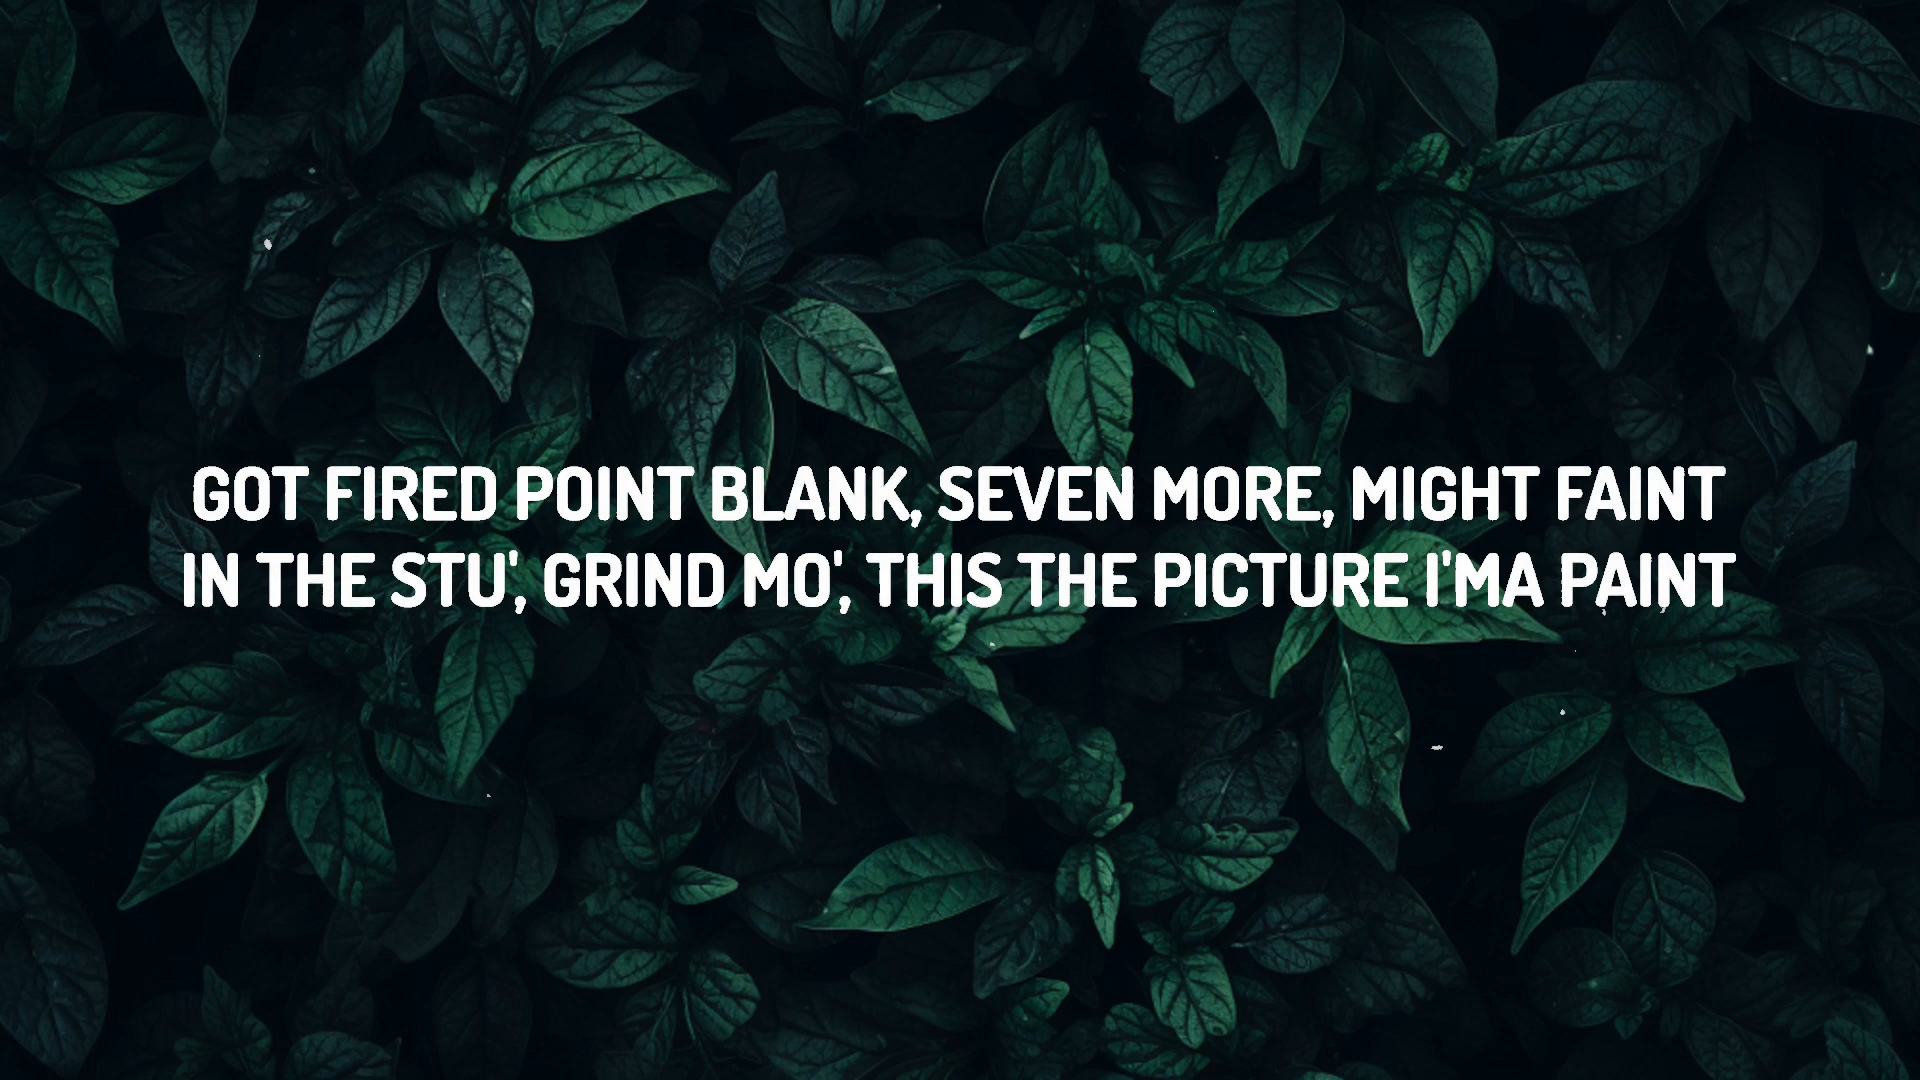 GOT FIRED POINT BLANK, SEVEN MORE, MIGHT FAINT
IN THE STU', GRIND MO', THIS THE PICTURE I'MA PAINT